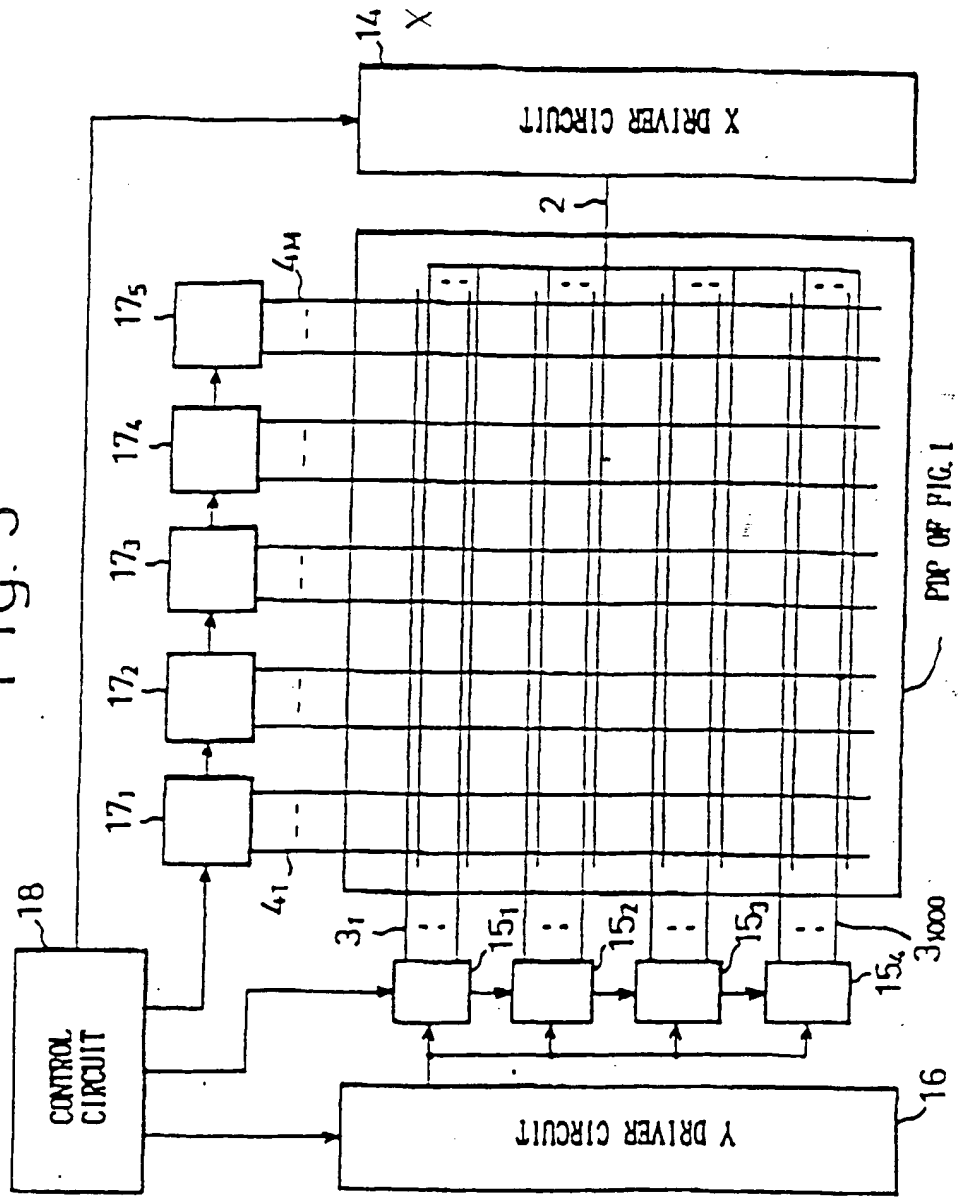 Fig.
18
CONTROL
CIRCUIT
17₁
17₂
17₃
17₄
17₅
14
X
4₁
4M
2
X DRIVER CIRCUIT
3₁
15₁
15₂
15₃
15₄
3₁₀₀₀
Y DRIVER CIRCUIT
16
PDP OF FIG. 1